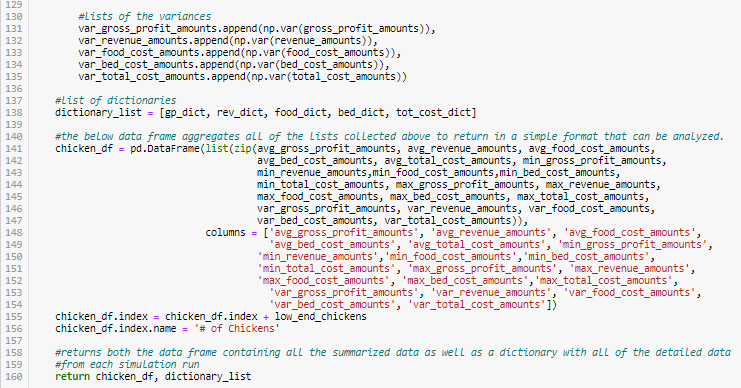 129
130 #Lists of the variances
131 var_gross_profit_amounts.append(np.var(gross_profit_amounts)),
132 var_revenue_amounts.append(np.var(revenue_amounts)),
133 var_food_cost_amounts.append(np.var(food_cost_amounts)),
134 var_bed_cost_amounts.append(np.var(bed_cost_amounts)),
135 var_total_cost_amounts.append(np.var(total_cost_amounts))
136
137 #list of dictionaries
138 dictionary_list = [gp_dict, rev_dict, food_dict, bed_dict, tot_cost_dict]
139
140 #the below data frame aggregates all of the lists collected above to return in a simple format that can be analyzed.
141 chicken_df = pd.DataFrame(list(zip(avg_gross_profit_amounts, avg_revenue_amounts, avg_food_cost_amounts,
142 avg_bed_cost_amounts, avg_total_cost_amounts, min_gross_profit_amounts,
143 min_revenue_amounts,min_food_cost_amounts,min_bed_cost_amounts,
144 min_total_cost_amounts, max_gross_profit_amounts, max_revenue_amounts,
145 max_food_cost_amounts, max_bed_cost_amounts, max_total_cost_amounts,
146 var_gross_profit_amounts, var_revenue_amounts, var_food_cost_amounts,
147 var_bed_cost_amounts, var_total_cost_amounts)),
148 columns = ['avg_gross_profit_amounts', 'avg_revenue_amounts', 'avg_food_cost_amounts',
149 'avg_bed_cost_amounts', 'avg_total_cost_amounts', 'min_gross_profit_amounts',
150 'min_revenue_amounts','min_food_cost_amounts','min_bed_cost_amounts',
151 'min_total_cost_amounts', 'max_gross_profit_amounts', 'max_revenue_amounts',
152 'max_food_cost_amounts', 'max_bed_cost_amounts','max_total_cost_amounts',
153 'var_gross_profit_amounts', 'var_revenue_amounts', 'var_food_cost_amounts',
154 'var_bed_cost_amounts', 'var_total_cost_amounts'])
155 chicken_df.index = chicken_df.index + low_end_chickens
156 chicken_df.index.name = '# of Chickens'
157
158 #returns both the data frame containing all the summarized data as well as a dictionary with all of the detailed data
159 #from each simulation run
160 return chicken_df, dictionary_list